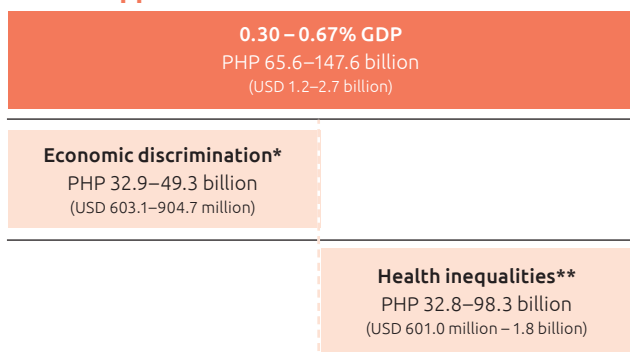 0.30 – 0.67% GDP
PHP 65.6–147.6 billion
(USD 1.2–2.7 billion)
Economic discrimination*
PHP 32.9–49.3 billion
(USD 603.1–904.7 million)
Health inequalities**
PHP 32.8–98.3 billion
(USD 601.0 million – 1.8 billion)